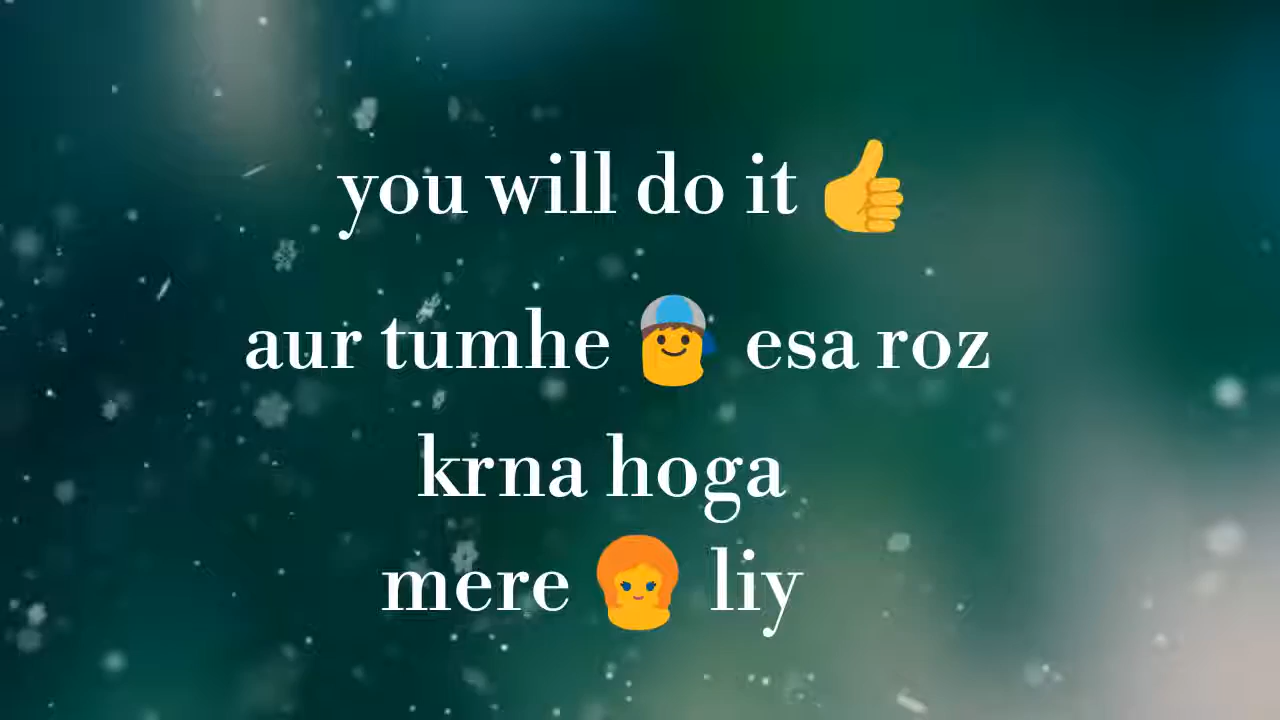 you will do it 👍
aur tumhe 👦 esa roz
krna hoga
mere 👩 liy